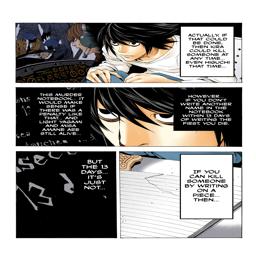 ACTUALLY, IF
THAT COULD
BE DONE,
THEN KIRA
COULD KILL
SOMEONE AT
ANY TIME...
EVEN HIGUCHI
THAT TIME...
THIS MURDER
NOTEBOOK... IT
WOULD MAKE
SENSE IF
THERE WAS A
PENALTY LIKE
THAT. AND
LIGHT YAGAMI
AND MISA
AMANE ARE
STILL ALIVE.
HOWEVER,
IF YOU DON'T
WRITE ANOTHER
NAME IN THE
NOTEBOOK
WITHIN 13 DAYS
OF WRITING THE
FIRST, YOU DIE.
BUT
THE 13
DAYS...
IT'S
JUST
NOT...
13
IF YOU
CAN KILL
SOMEONE
BY WRITING
ON A
PIECE...
THEN...